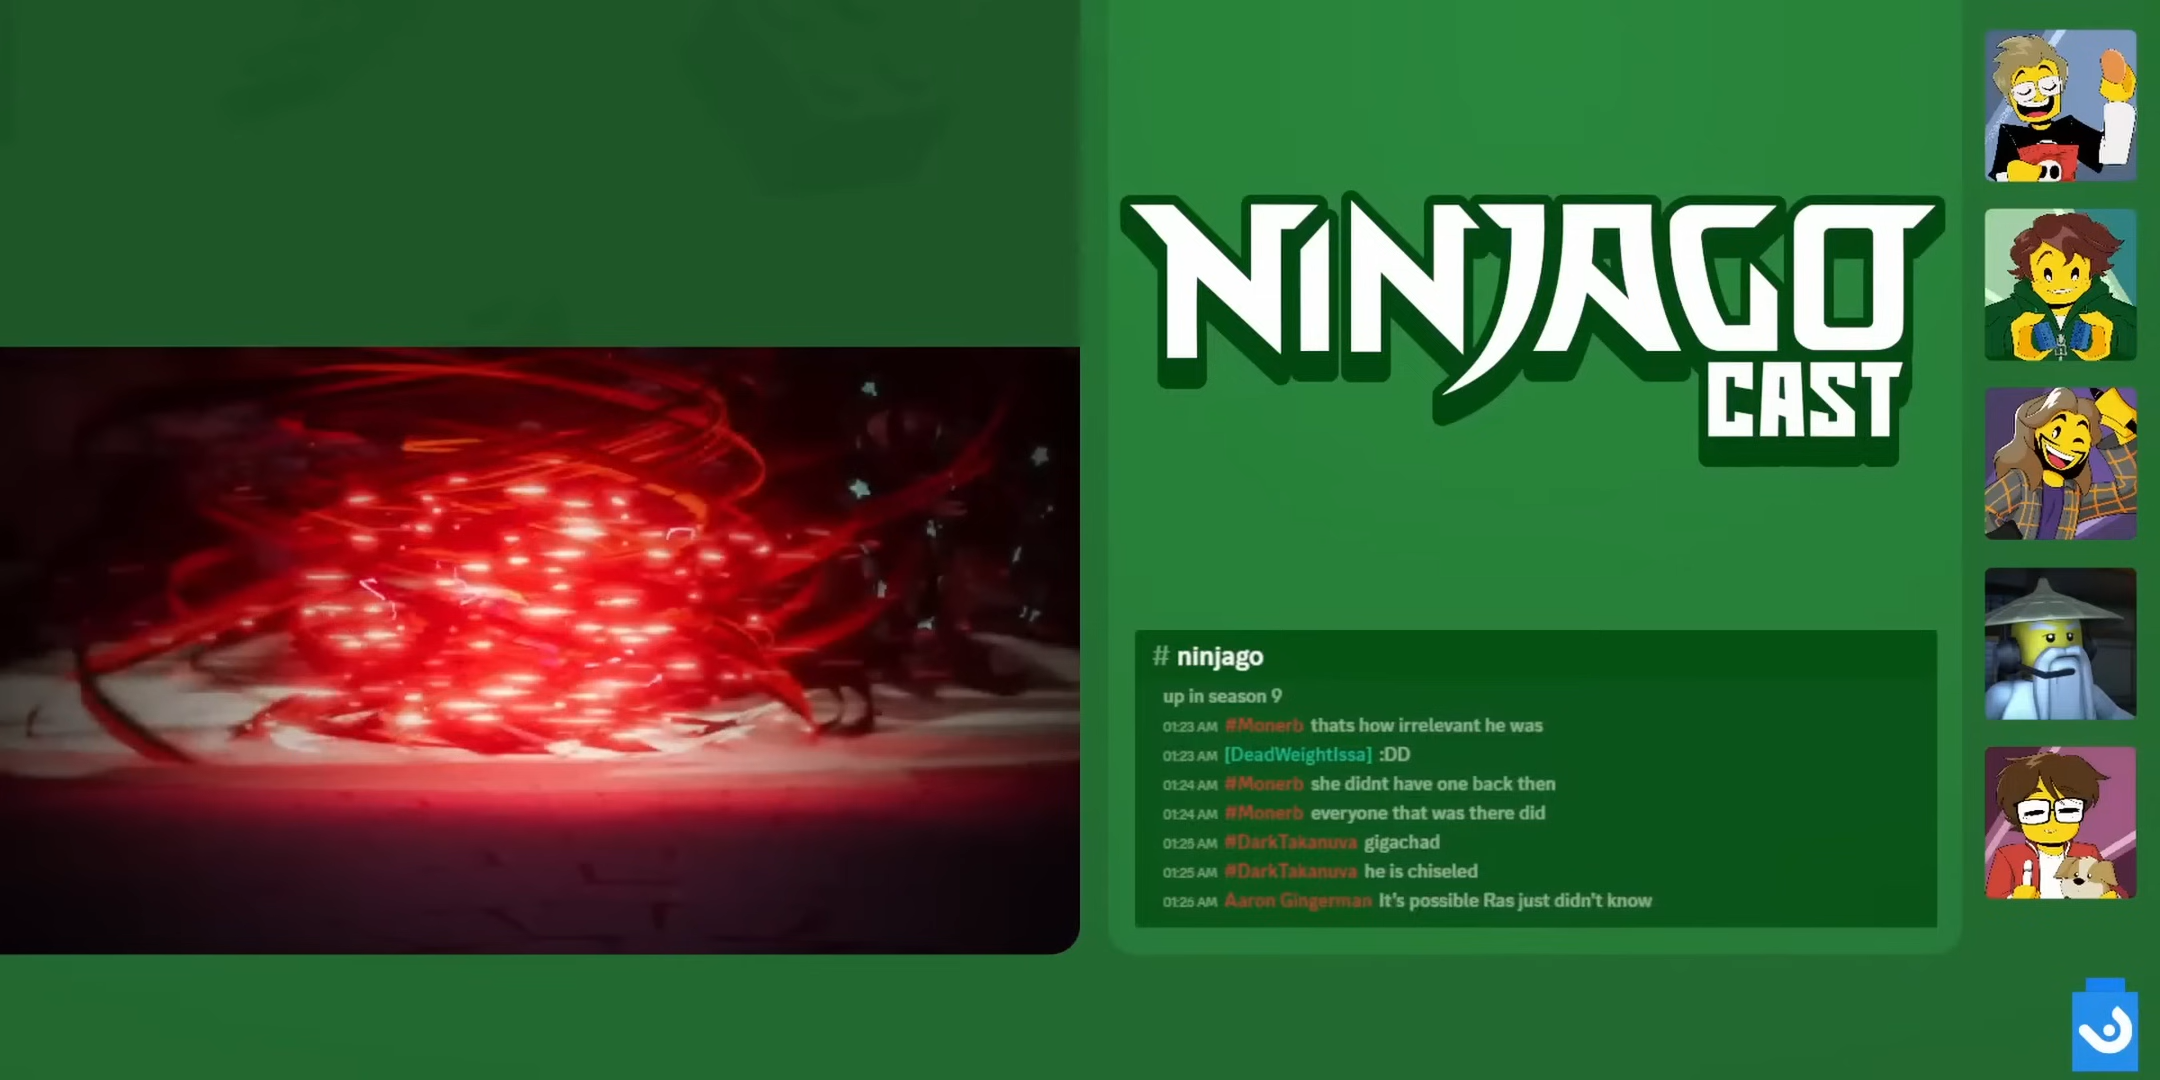 NINJAGO
CAST
# ninjago
up in season 9
01:23 AM #Monerb thats how irrelevant he was
01:23 AM [DeadWeightIssa] :DD
01:24 AM #Monerb she didnt have one back then
01:24 AM #Monerb everyone that was there did
01:25 AM #DarkTakanuva gigachad
01:25 AM #DarkTakanuva he is chiseled
01:26 AM Aaron Gingerman It's possible Ras just didn't know